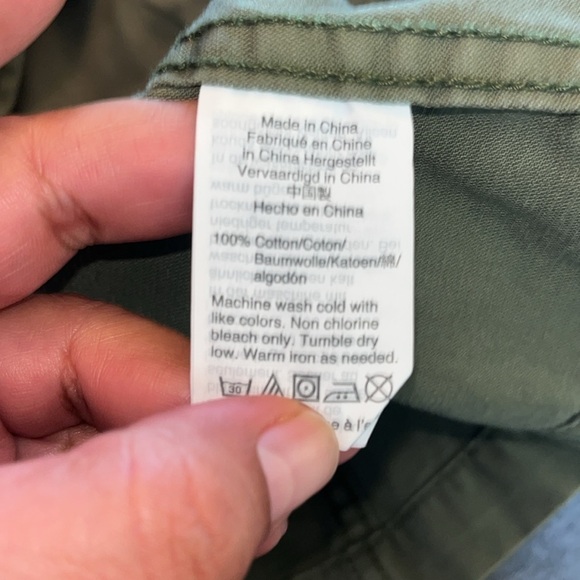 Made in China
Fabriqué en Chine
In China Hergestellt
Vervaardigd in China
中国製
Hecho en China
100% Cotton/Coton/
Baumwolle/Katoen/綿/
algodón
Machine wash cold with
like colors. Non chlorine
bleach only. Tumble dry
low. Warm iron as needed.
30